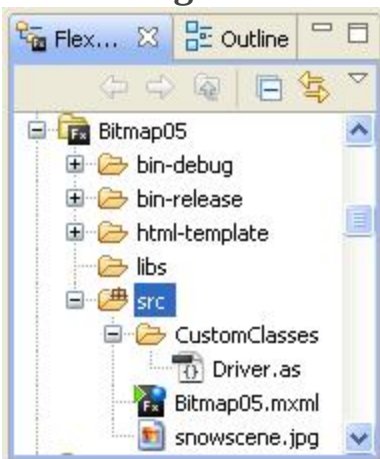 Flex... Outline
Bitmap05
bin-debug
bin-release
html-template
libs
src
CustomClasses
Driver.as
Bitmap05.mxml
snowscene.jpg